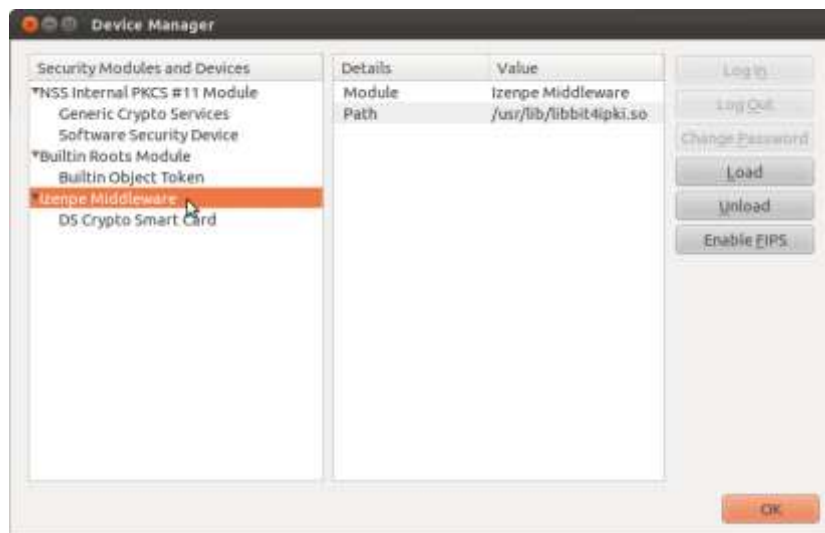 Device Manager
Security Modules and Devices
NSS Internal PKCS #11 Module
Generic Crypto Services
Software Security Device
Builtin Roots Module
Builtin Object Token
Izenpe Middleware
DS Crypto Smart Card
Details Value
Module Izenpe Middleware
Path /usr/lib/libbit4ipki.so
Log In
Log Out
Change Password
Load
Unload
Enable FIPS
OK